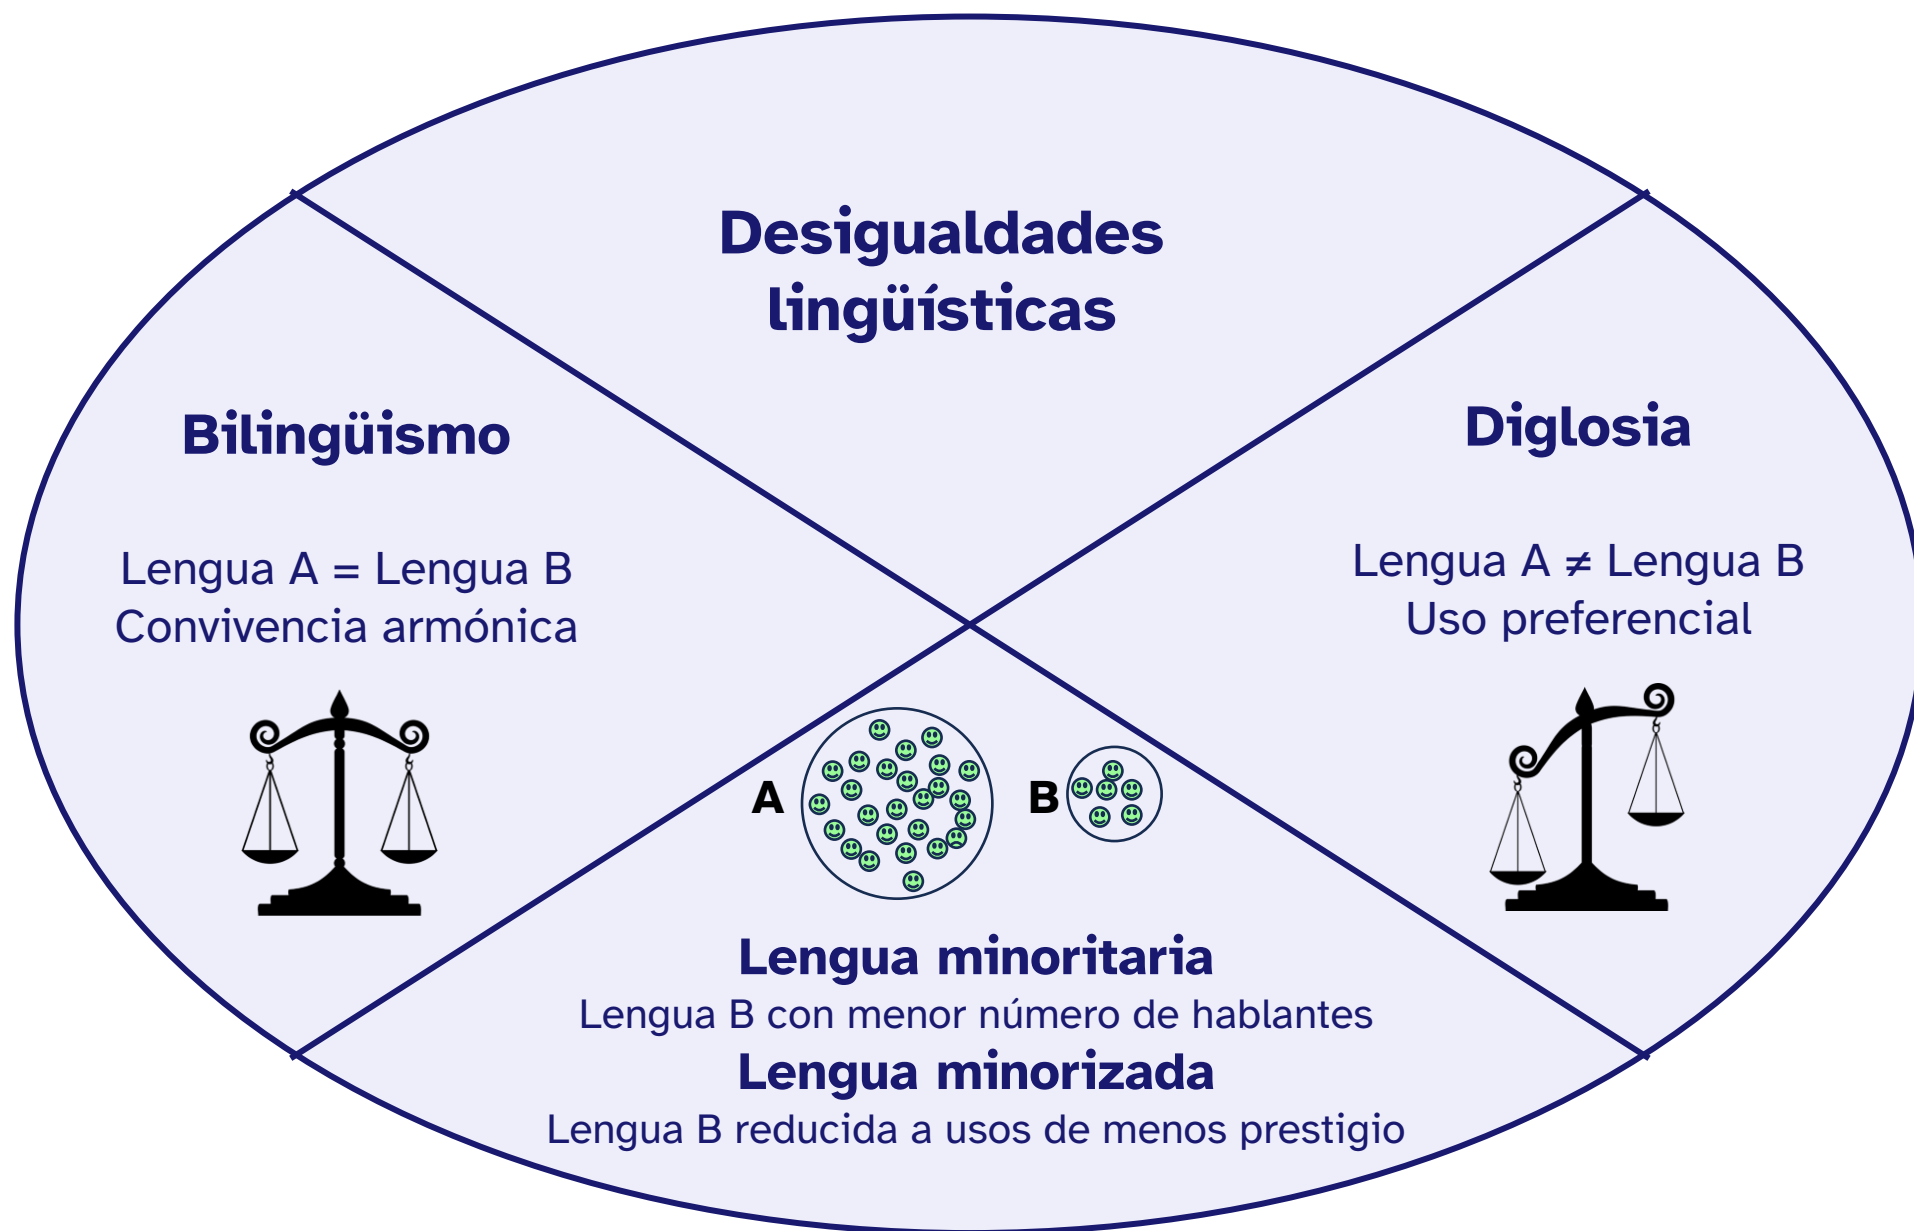 Desigualdades
lingüísticas
Bilingüismo
Lengua A = Lengua B
Convivencia armónica
Diglosia
Lengua A ≠ Lengua B
Uso preferencial
A
B
Lengua minoritaria
Lengua B con menor número de hablantes
Lengua minorizada
Lengua B reducida a usos de menos prestigio